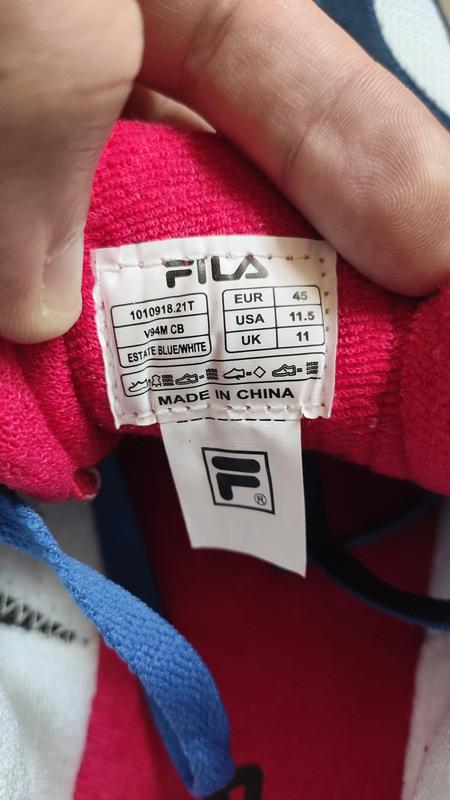 FILA
1010918.21T
V94M CB
ESTATE BLUE/WHITE
EUR 45
USA 11.5
UK 11
MADE IN CHINA
F ®